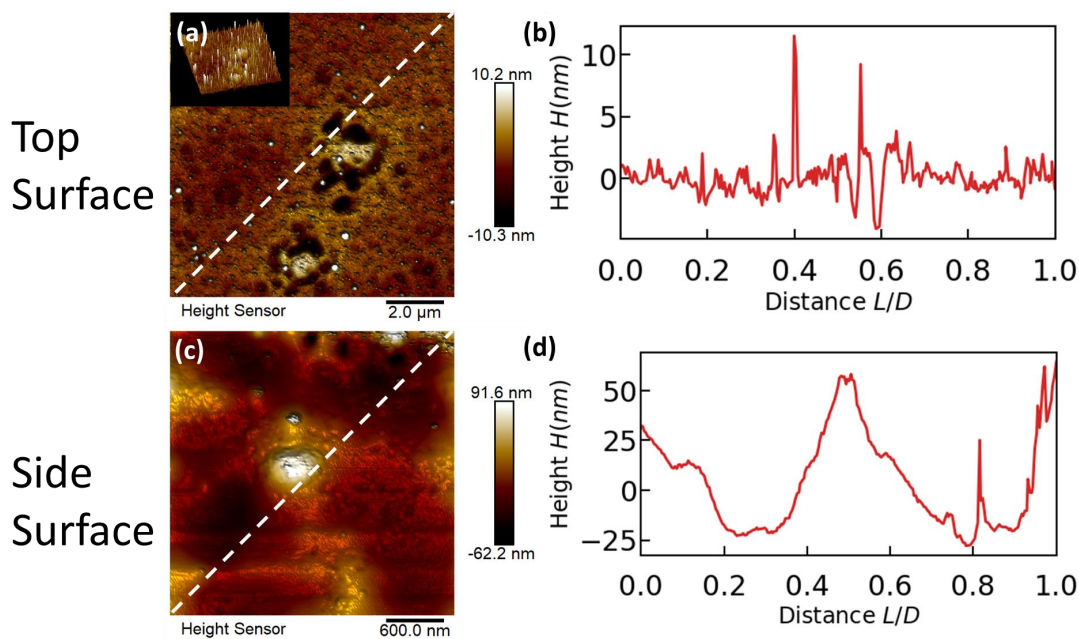 Top
Surface
(a)
10.2 nm
-10.3 nm
Height Sensor
2.0 µm
(b)
Height H(nm)
10
5
0
0.0 0.2 0.4 0.6 0.8 1.0
Distance L/D
Side
Surface
(c)
91.6 nm
-62.2 nm
Height Sensor
600.0 nm
(d)
Height H(nm)
50
25
0
−25
0.0 0.2 0.4 0.6 0.8 1.0
Distance L/D